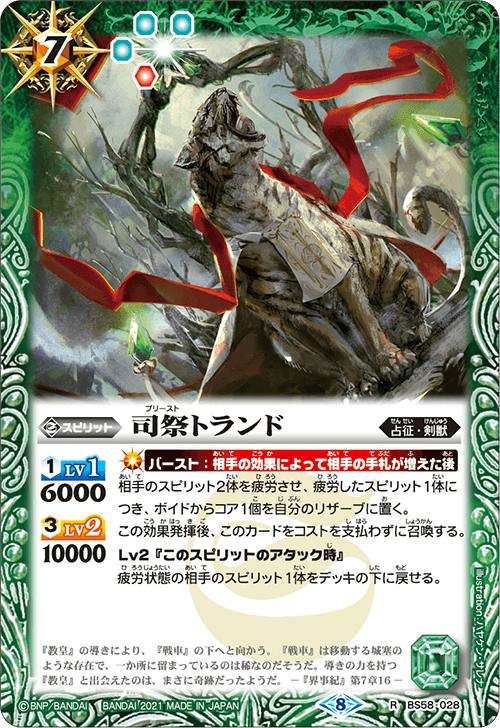 7
プリースト
スピリット
司祭トランド
せんせい けんじゅう
占征・剣獣
1 LV1
6000
3 LV2
10000
バースト:相手の効果によって相手の手札が増えた後
相手のスピリット2体を疲労させ、疲労したスピリット1体に
つき、ボイドからコア1個を自分のリザーブに置く。
この効果発揮後、このカードをコストを支払わずに召喚する。
Lv2『このスピリットのアタック時』
疲労状態の相手のスピリット1体をデッキの下に戻せる。
『教皇』の導きにより、『戦車』の下へと向かう。『戦車』は移動する城塞の
ような存在で、一か所に留まっているのは稀なのだそうだ。導きの力を持つ
『教皇』と出会えたのは、まさに奇跡だったようだ。 ー『界事紀』第7章16ー
©BNP/BANDAI BANDAI 2021 MADE IN JAPAN
8
R BS58-028